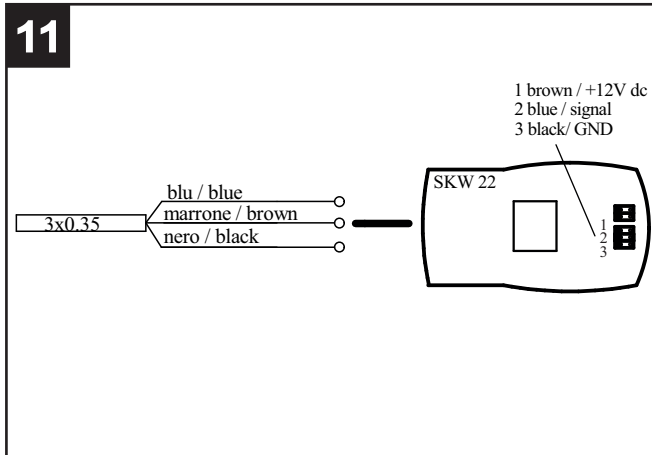 11
1 brown / +12V dc
2 blue / signal
3 black/ GND
blu / blue
marrone / brown
nero / black
3x0.35
SKW 22
1
2
3